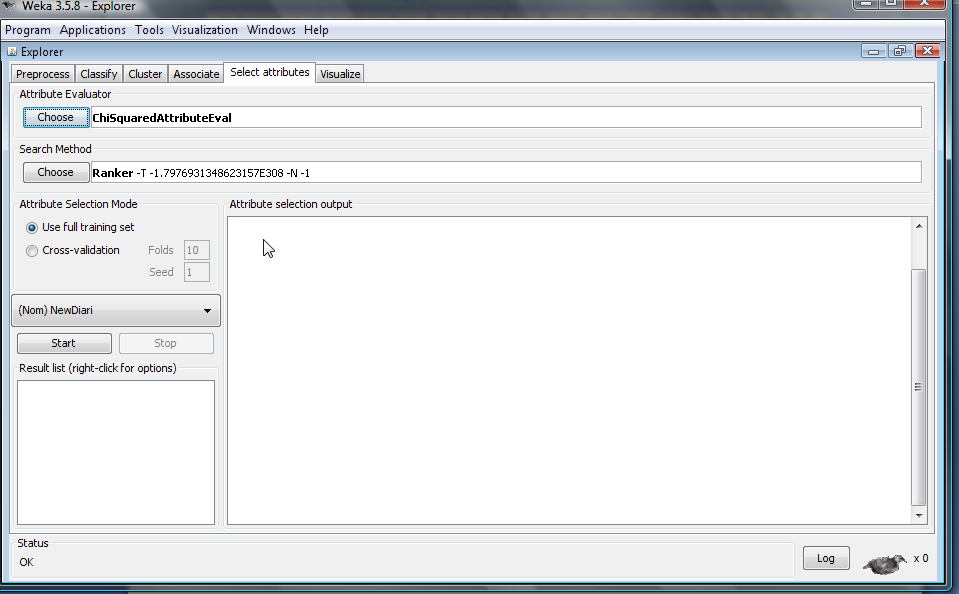 Weka 3.5.8 - Explorer
Program Applications Tools Visualization Windows Help
Explorer
Preprocess Classify Cluster Associate Select attributes Visualize
Attribute Evaluator
Choose ChiSquaredAttributeEval
Search Method
Choose Ranker -T -1.7976931348623157E308 -N -1
Attribute Selection Mode
Use full training set
Cross-validation Folds 10
Seed 1
(Nom) NewDiari
Start Stop
Result list (right-click for options)
Attribute selection output
Status
OK
Log x 0